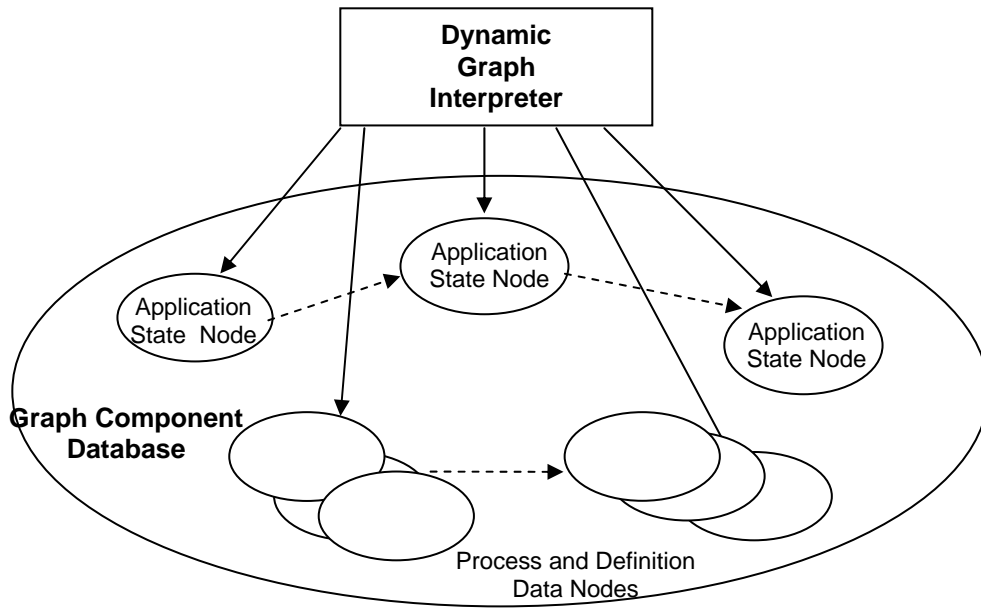 Dynamic
Graph
Interpreter
Application
State Node
Application
State Node
Application
State Node
Graph Component
Database
Process and Definition
Data Nodes